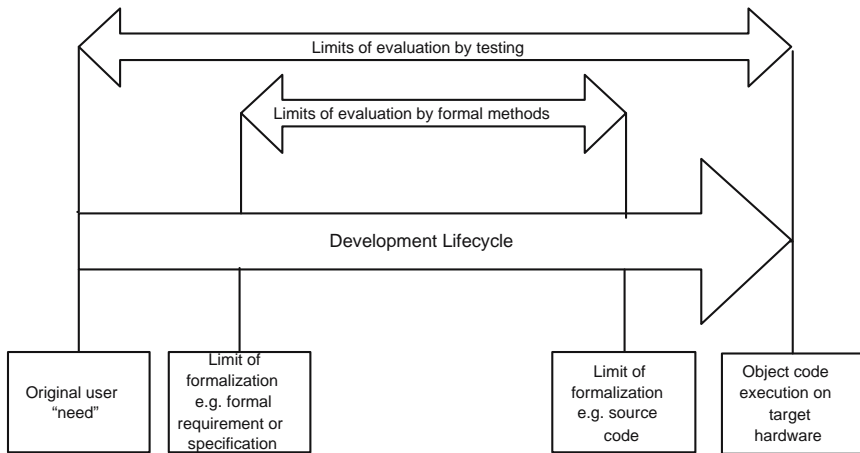 Limits of evaluation by testing
Limits of evaluation by formal methods
Development Lifecycle
Original user
“need”
Limit of
formalization
e.g. formal
requirement or
specification
Limit of
formalization
e.g. source
code
Object code
execution on
target
hardware